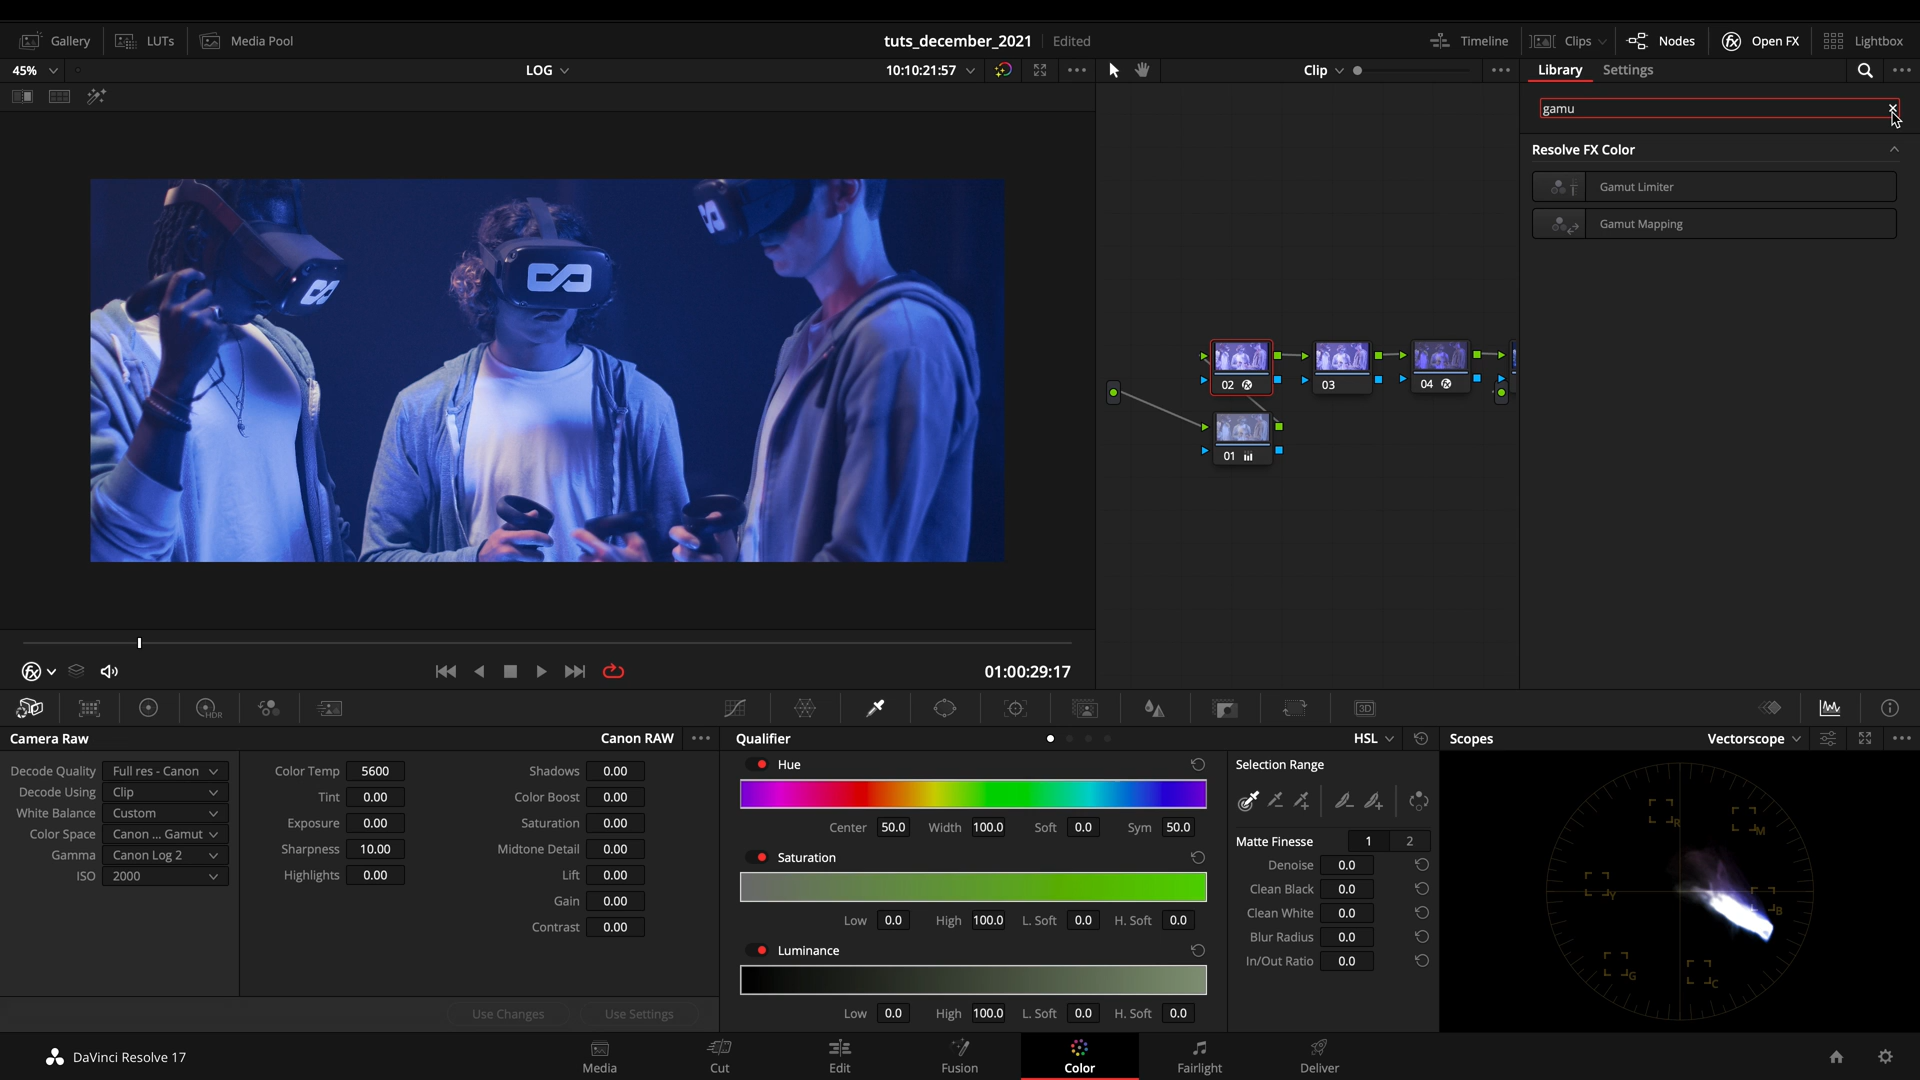 Gallery LUTs Media Pool tuts_december_2021 Edited Timeline Clips Nodes Open FX Lightbox
45% LOG 10:10:21:57 Clip Library Settings
gamu
Resolve FX Color
Gamut Limiter
Gamut Mapping
02 03 04
01
01:00:29:17
HDR 3D
Camera Raw Canon RAW Qualifier HSL Scopes Vectorscope
Decode Quality Full res - Canon
Decode Using Clip
White Balance Custom
Color Space Canon ... Gamut
Gamma Canon Log 2
ISO 2000
Color Temp 5600
Tint 0.00
Exposure 0.00
Sharpness 10.00
Highlights 0.00
Shadows 0.00
Color Boost 0.00
Saturation 0.00
Midtone Detail 0.00
Lift 0.00
Gain 0.00
Contrast 0.00
Use Changes Use Settings
Hue
Center 50.0 Width 100.0 Soft 0.0 Sym 50.0
Saturation
Low 0.0 High 100.0 L. Soft 0.0 H. Soft 0.0
Luminance
Low 0.0 High 100.0 L. Soft 0.0 H. Soft 0.0
Selection Range
Matte Finesse 1 2
Denoise 0.0
Clean Black 0.0
Clean White 0.0
Blur Radius 0.0
In/Out Ratio 0.0
R M
Y B
G C
DaVinci Resolve 17 Media Cut Edit Fusion Color Fairlight Deliver